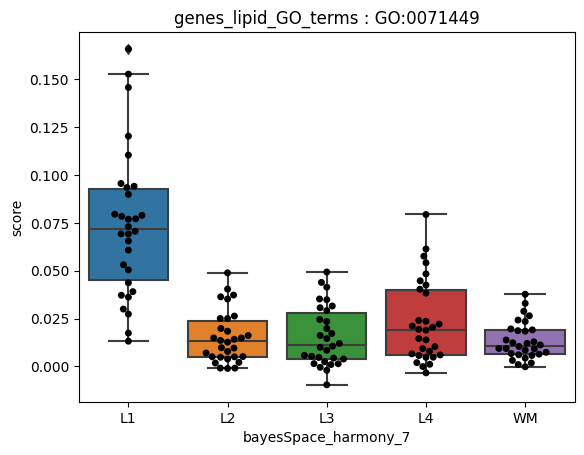 genes_lipid_GO_terms : GO:0071449
0.150
0.125
0.100
0.075
0.050
0.025
0.000
score
L1 L2 L3 L4 WM
bayesSpace_harmony_7